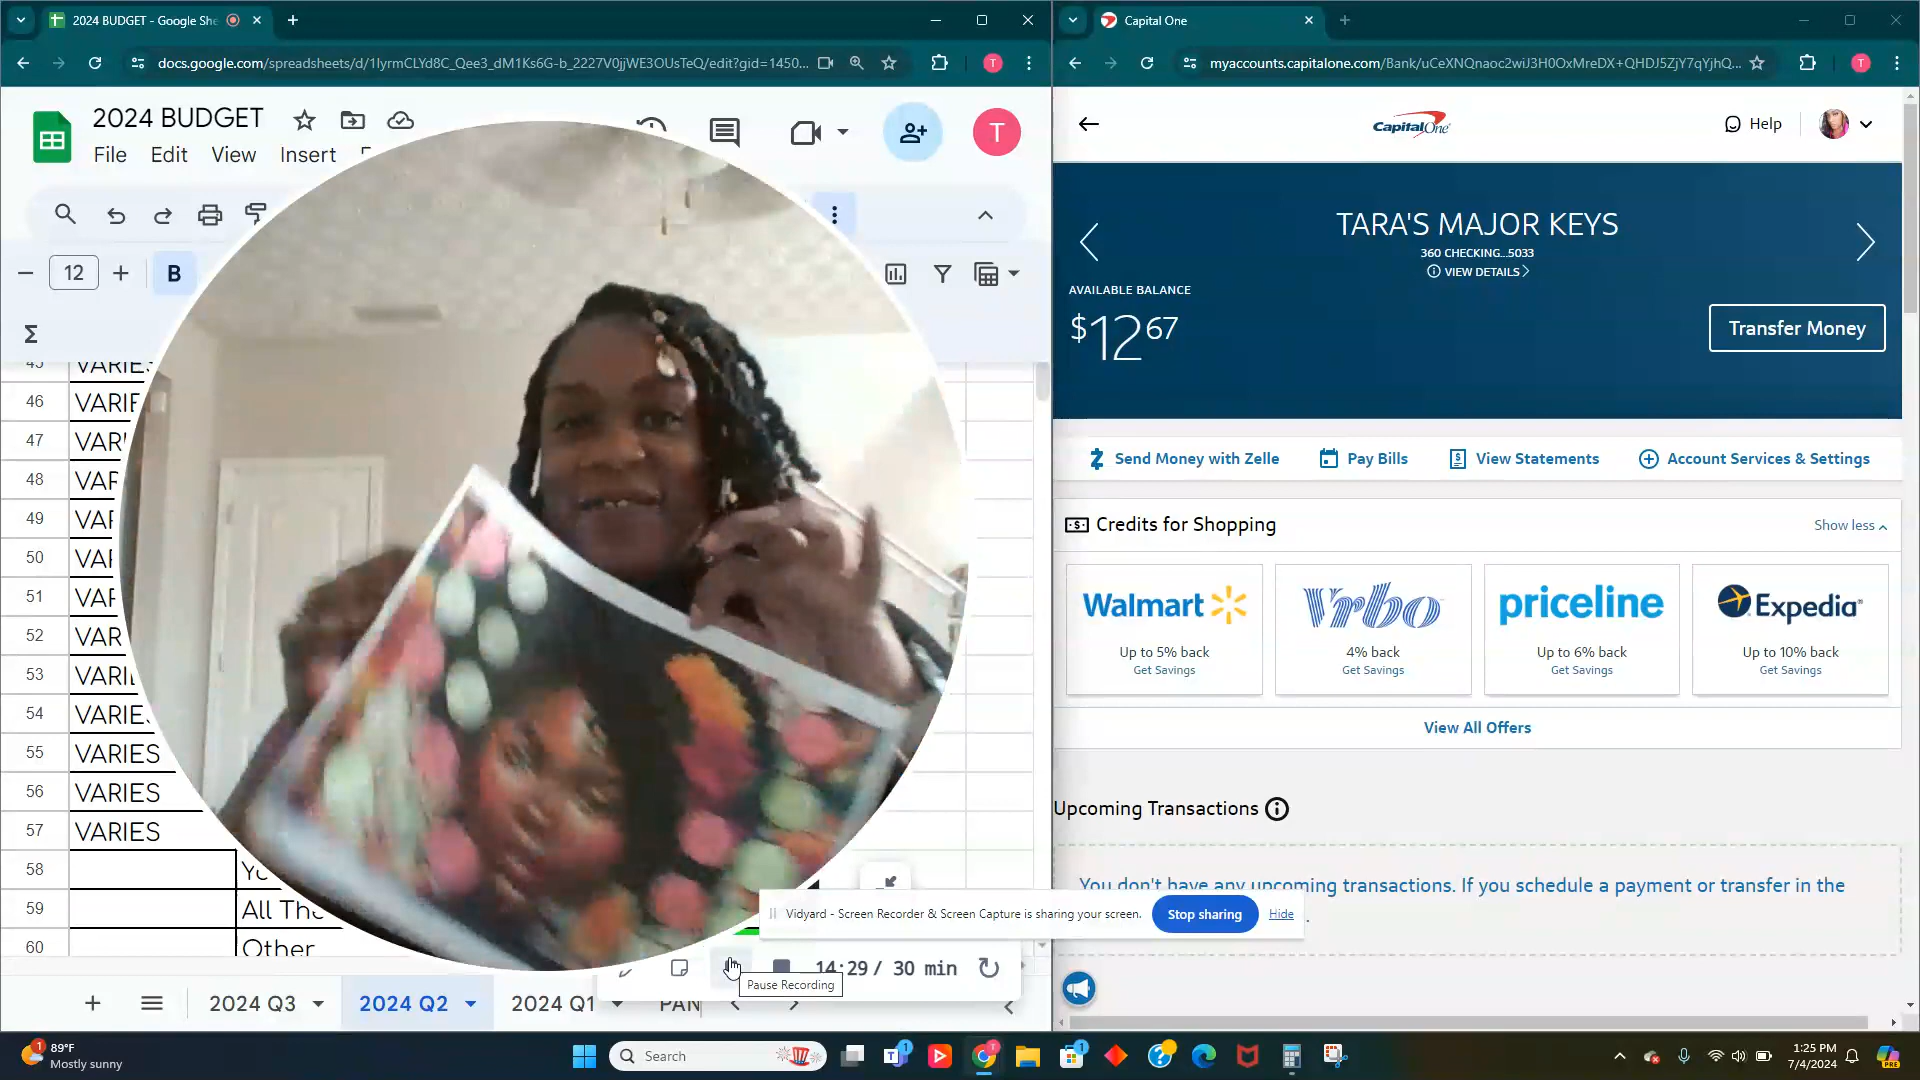 2024 BUDGET - Google She
docs.google.com/spreadsheets/d/1IyrmCLYd8C_Qee3_dM1Ks6G-b_2227V0jjWE3OUsTeQ/edit?gid=1450...
2024 BUDGET
File Edit View Insert
T
12
B
VARIES
46
47
48
49
50
51
52
53
54
55 VARIES
56 VARIES
57 VARIES
58
59
60 Other
2024 Q3
2024 Q2
2024 Q1
PAN
Vidyard - Screen Recorder & Screen Capture is sharing your screen.
Stop sharing
Hide
14:29 / 30 min
Pause Recording
Capital One
myaccounts.capitalone.com/Bank/uCeXNQnaoc2wiJ3H0OxMreDX+QHDJ5ZjY7qYjhQ...
Capital One
Help
TARA'S MAJOR KEYS
360 CHECKING...5033
VIEW DETAILS
AVAILABLE BALANCE
$12 67
Transfer Money
Send Money with Zelle
Pay Bills
View Statements
Account Services & Settings
Credits for Shopping
Show less
Walmart
Up to 5% back
Get Savings
Vrbo
4% back
Get Savings
priceline
Up to 6% back
Get Savings
Expedia
Up to 10% back
Get Savings
View All Offers
Upcoming Transactions
You don't have any upcoming transactions. If you schedule a payment or transfer in the
89°F
Mostly sunny
Search
1:25 PM
7/4/2024